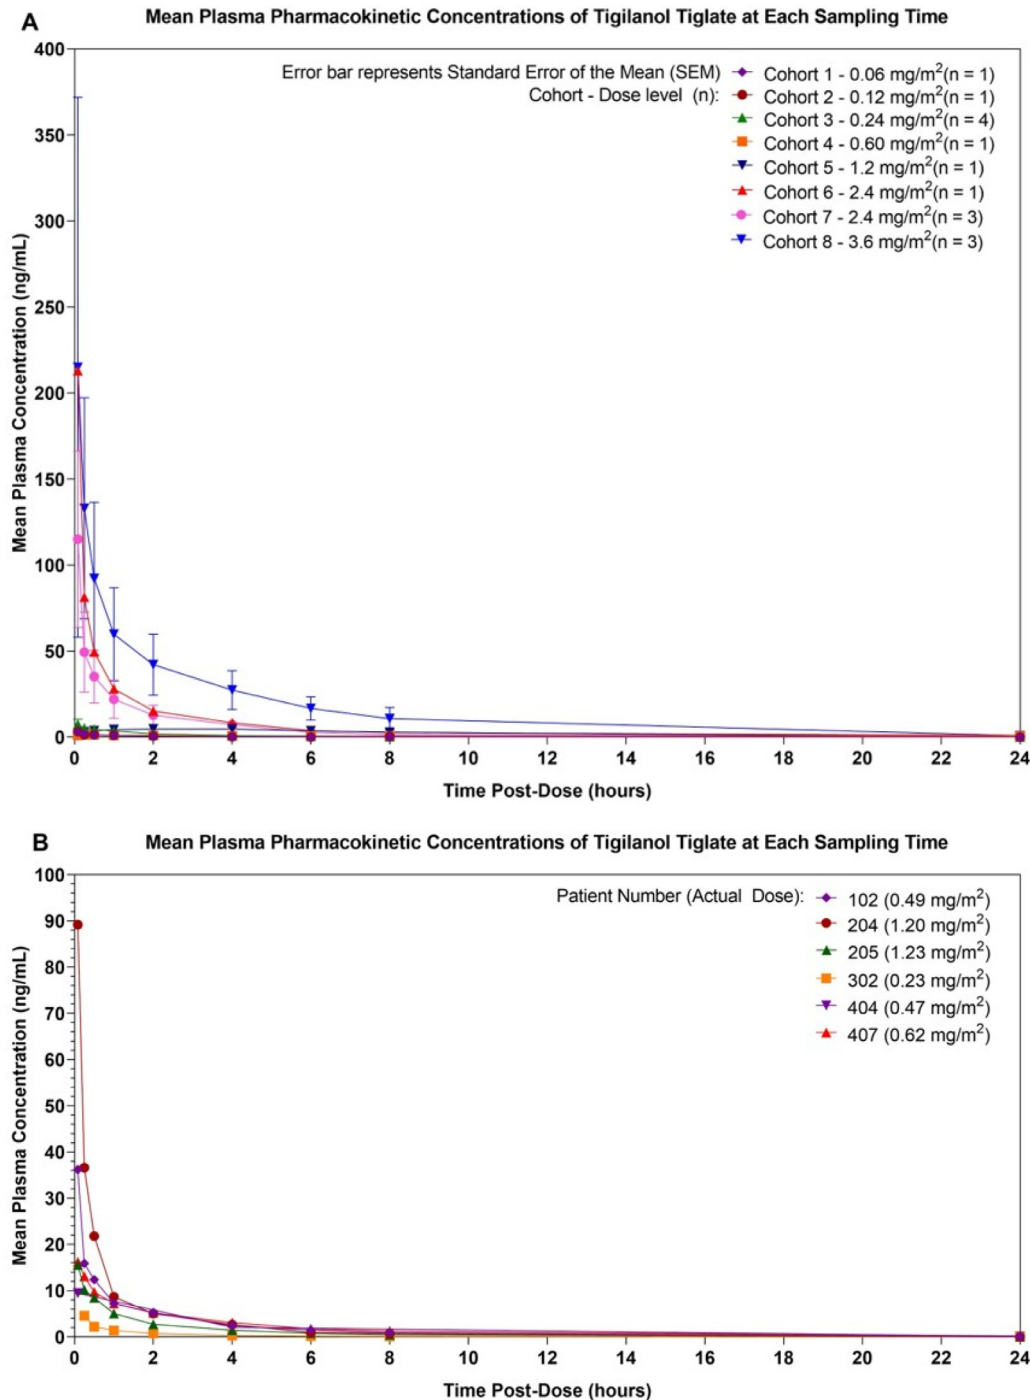 A
Mean Plasma Pharmacokinetic Concentrations of Tigilanol Tiglate at Each Sampling Time
Error bar represents Standard Error of the Mean (SEM)
Cohort - Dose level (n):
Cohort 1 - 0.06 mg/m²(n = 1)
Cohort 2 - 0.12 mg/m²(n = 1)
Cohort 3 - 0.24 mg/m²(n = 4)
Cohort 4 - 0.60 mg/m²(n = 1)
Cohort 5 - 1.2 mg/m²(n = 1)
Cohort 6 - 2.4 mg/m²(n = 1)
Cohort 7 - 2.4 mg/m²(n = 3)
Cohort 8 - 3.6 mg/m²(n = 3)
Mean Plasma Concentration (ng/mL)
400
350
300
250
200
150
100
50
0
0 2 4 6 8 10 12 14 16 18 20 22 24
Time Post-Dose (hours)
B
Mean Plasma Pharmacokinetic Concentrations of Tigilanol Tiglate at Each Sampling Time
Patient Number (Actual Dose):
102 (0.49 mg/m²)
204 (1.20 mg/m²)
205 (1.23 mg/m²)
302 (0.23 mg/m²)
404 (0.47 mg/m²)
407 (0.62 mg/m²)
Mean Plasma Concentration (ng/mL)
100
90
80
70
60
50
40
30
20
10
0
0 2 4 6 8 10 12 14 16 18 20 22 24
Time Post-Dose (hours)